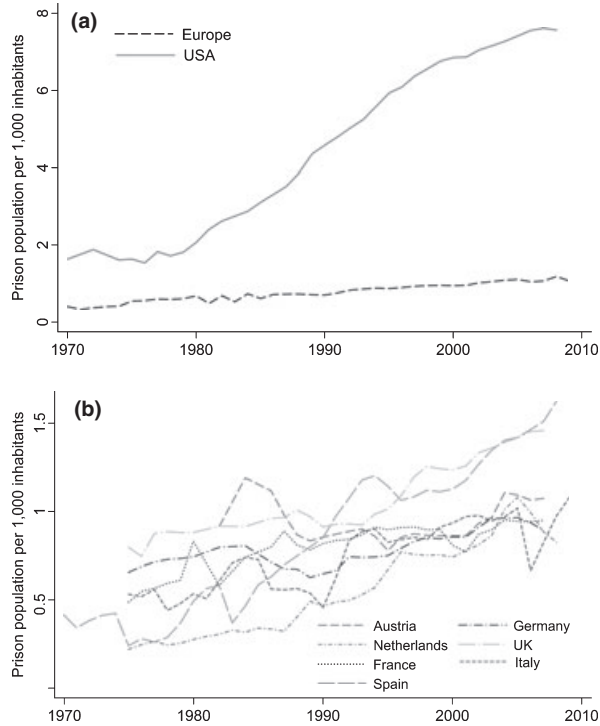 (a)
Europe
USA
Prison population per 1,000 inhabitants
8
6
4
2
0
1970 1980 1990 2000 2010
(b)
Prison population per 1,000 inhabitants
1.5
1
0.5
Austria Germany
Netherlands UK
France Italy
Spain
1970 1980 1990 2000 2010